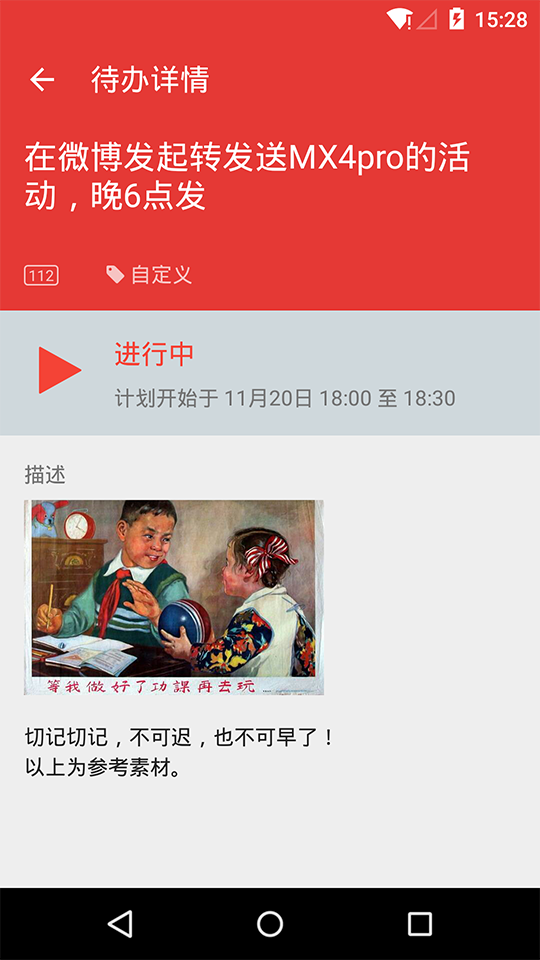 15:28
待办详情
在微博发起转发送MX4pro的活
动，晚6点发
112
自定义
进行中
计划开始于 11月20日 18:00 至 18:30
描述
等我做好了功課再去玩
切记切记，不可迟，也不可早了！
以上为参考素材。